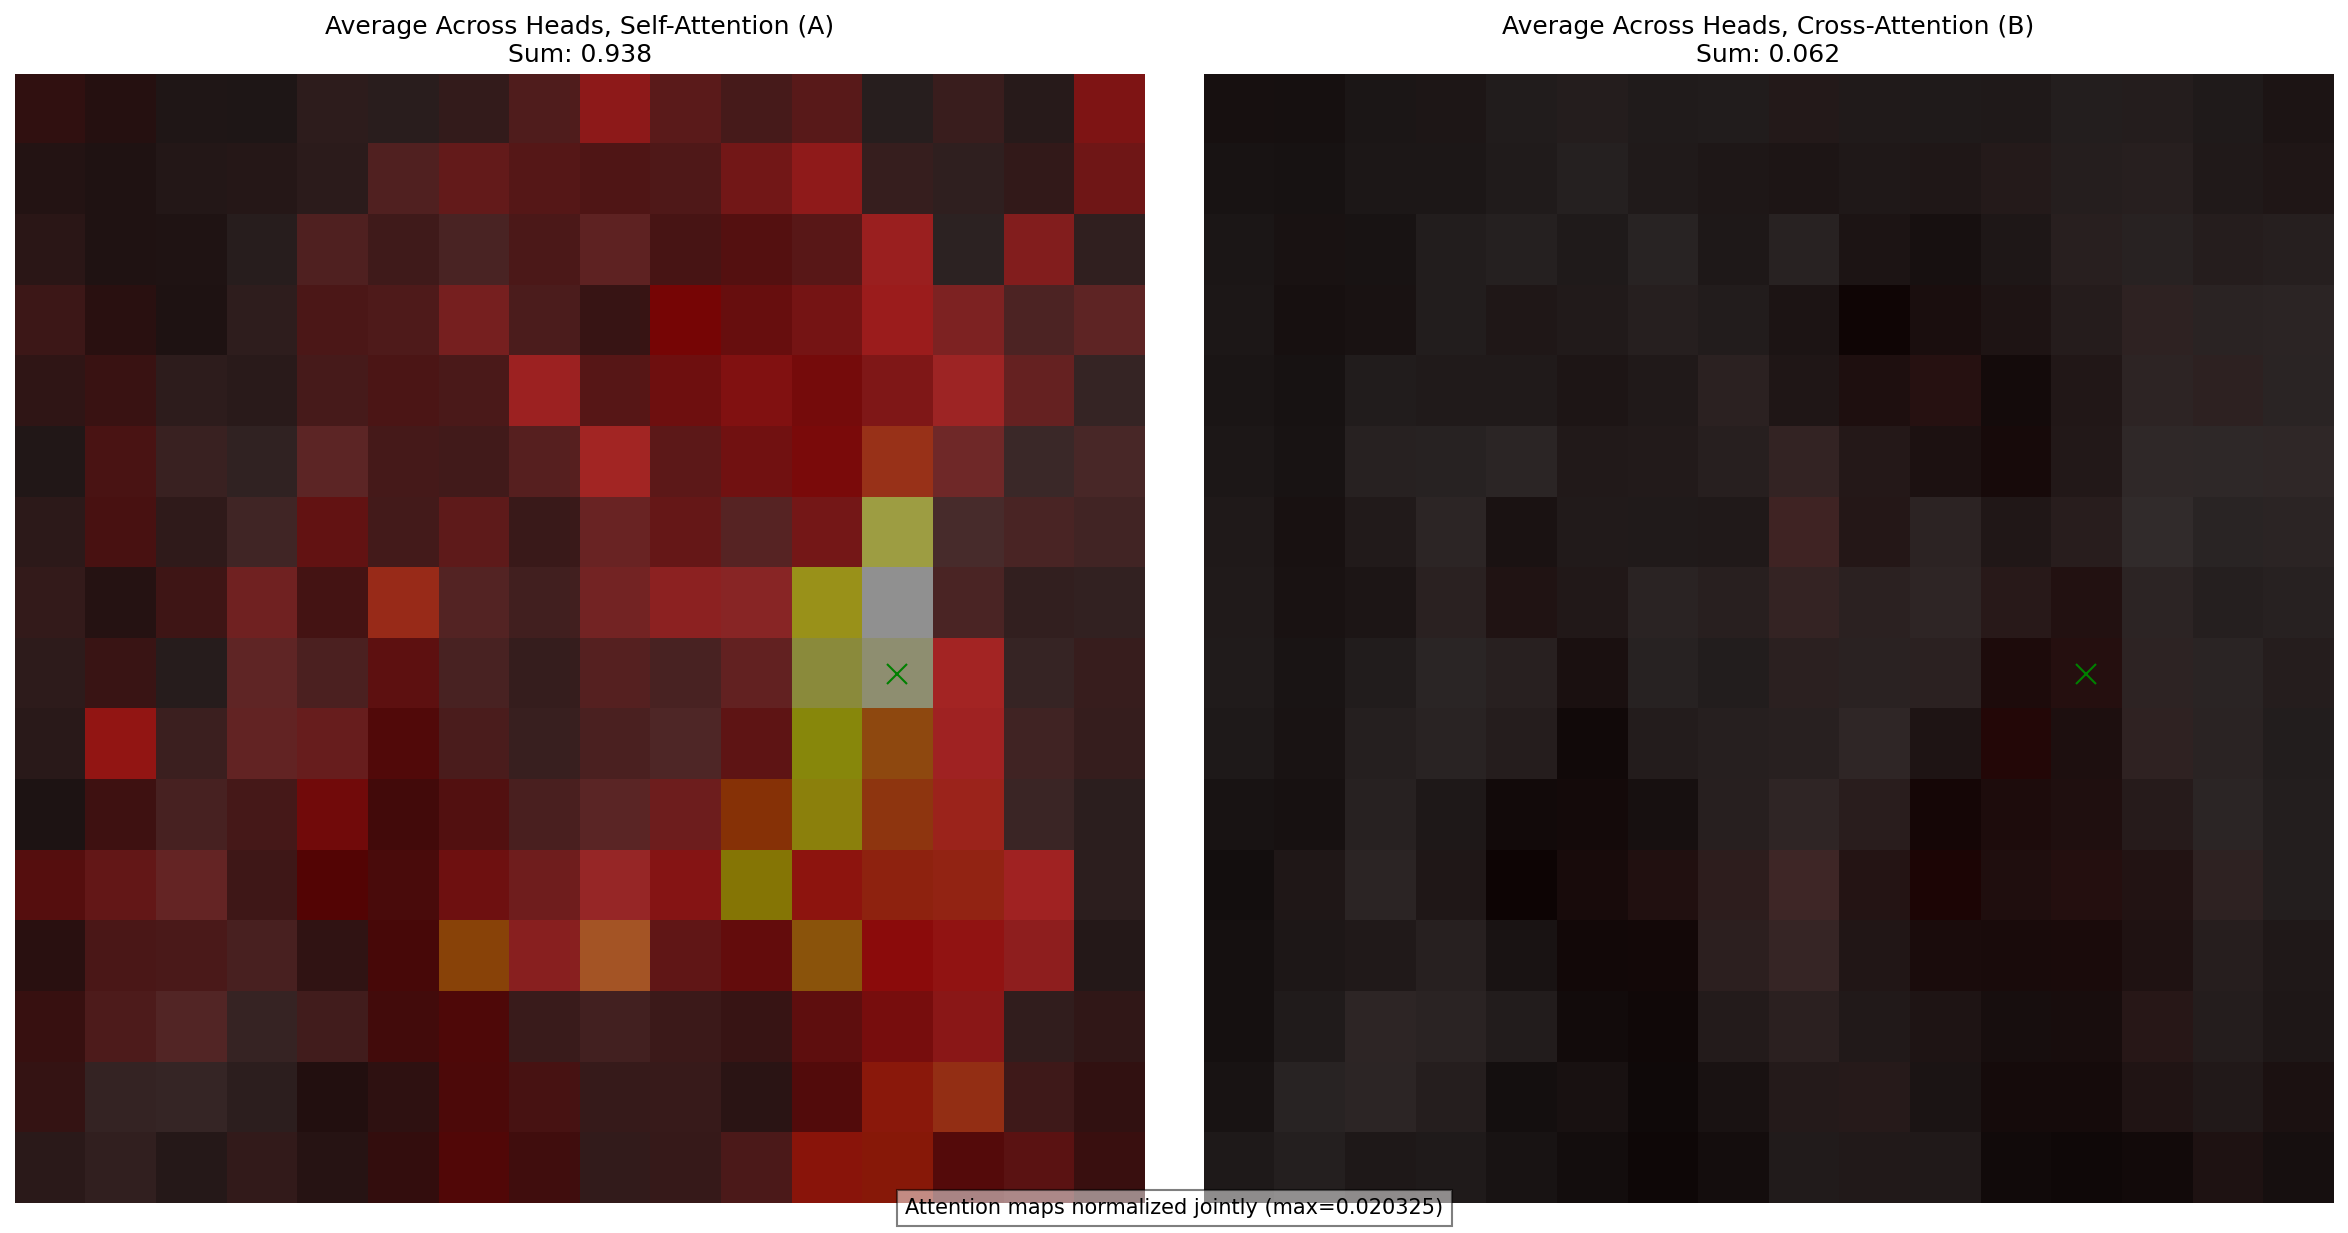 Average Across Heads, Self-Attention (A)
Sum: 0.938
Average Across Heads, Cross-Attention (B)
Sum: 0.062
Attention maps normalized jointly (max=0.020325)